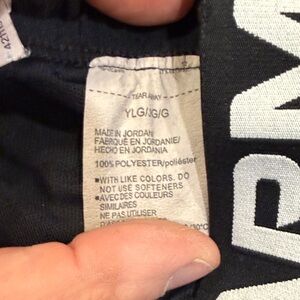 TEAR AWAY
YLG/JG/G
MADE IN JORDAN
FABRIQUÉ EN JORDANIE/
HECHO EN JORDANIA
100% POLYESTER/poliéster
■WITH LIKE COLORS. DO
NOT USE SOFTENERS
■AVEC DES COULEURS
SIMILAIRES
NE PAS UTILISER